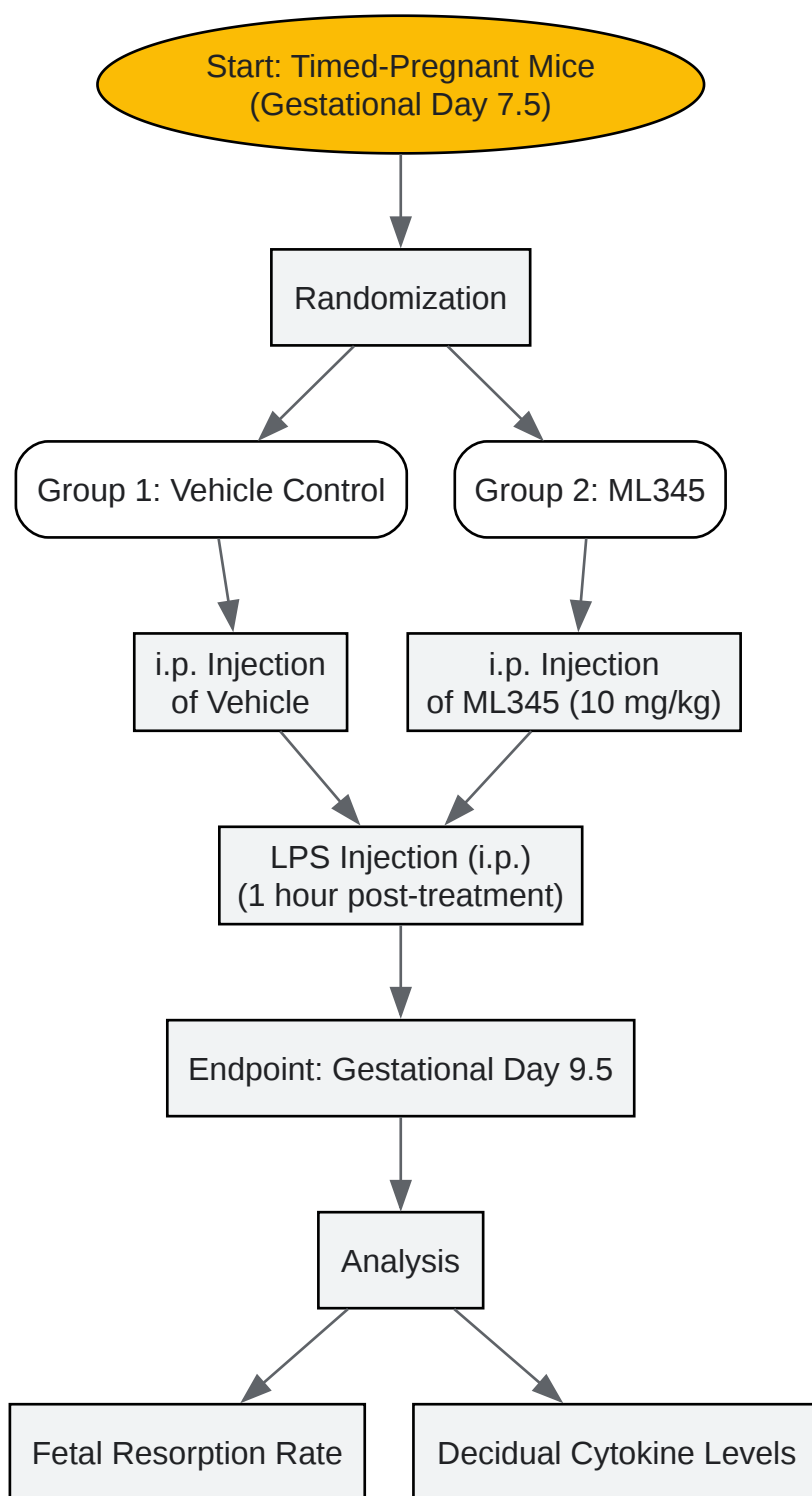 Start: Timed-Pregnant Mice
(Gestational Day 7.5)
Randomization
Group 1: Vehicle Control
Group 2: ML345
i.p. Injection
of Vehicle
i.p. Injection
of ML345 (10 mg/kg)
LPS Injection (i.p.)
(1 hour post-treatment)
Endpoint: Gestational Day 9.5
Analysis
Fetal Resorption Rate
Decidual Cytokine Levels